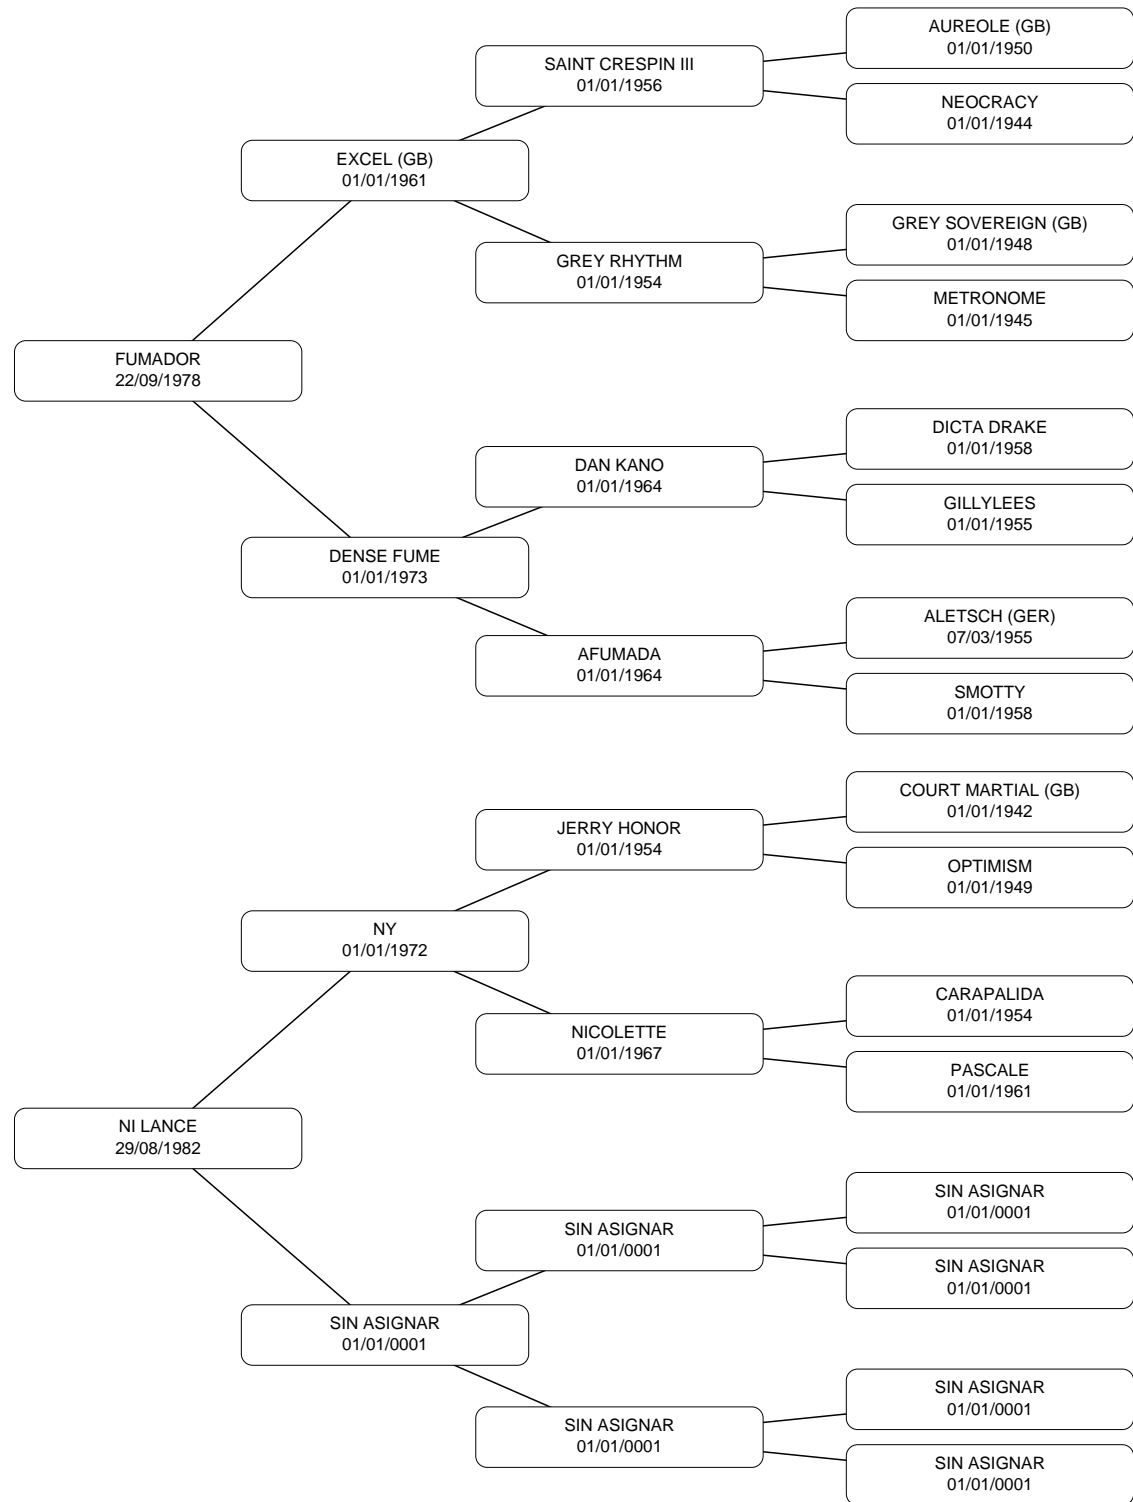 AUREOLE (GB)
01/01/1950
SAINT CRESPIN III
01/01/1956
NEOCRACY
01/01/1944
EXCEL (GB)
01/01/1961
GREY SOVEREIGN (GB)
01/01/1948
GREY RHYTHM
01/01/1954
METRONOME
01/01/1945
FUMADOR
22/09/1978
DICTA DRAKE
01/01/1958
DAN KANO
01/01/1964
GILLYLEES
01/01/1955
DENSE FUME
01/01/1973
ALETSCH (GER)
07/03/1955
AFUMADA
01/01/1964
SMOTTY
01/01/1958
COURT MARTIAL (GB)
01/01/1942
JERRY HONOR
01/01/1954
OPTIMISM
01/01/1949
NY
01/01/1972
CARAPALIDA
01/01/1954
NICOLETTE
01/01/1967
PASCALE
01/01/1961
NI LANCE
29/08/1982
SIN ASIGNAR
01/01/0001
SIN ASIGNAR
01/01/0001
SIN ASIGNAR
01/01/0001
SIN ASIGNAR
01/01/0001
SIN ASIGNAR
01/01/0001
SIN ASIGNAR
01/01/0001
SIN ASIGNAR
01/01/0001